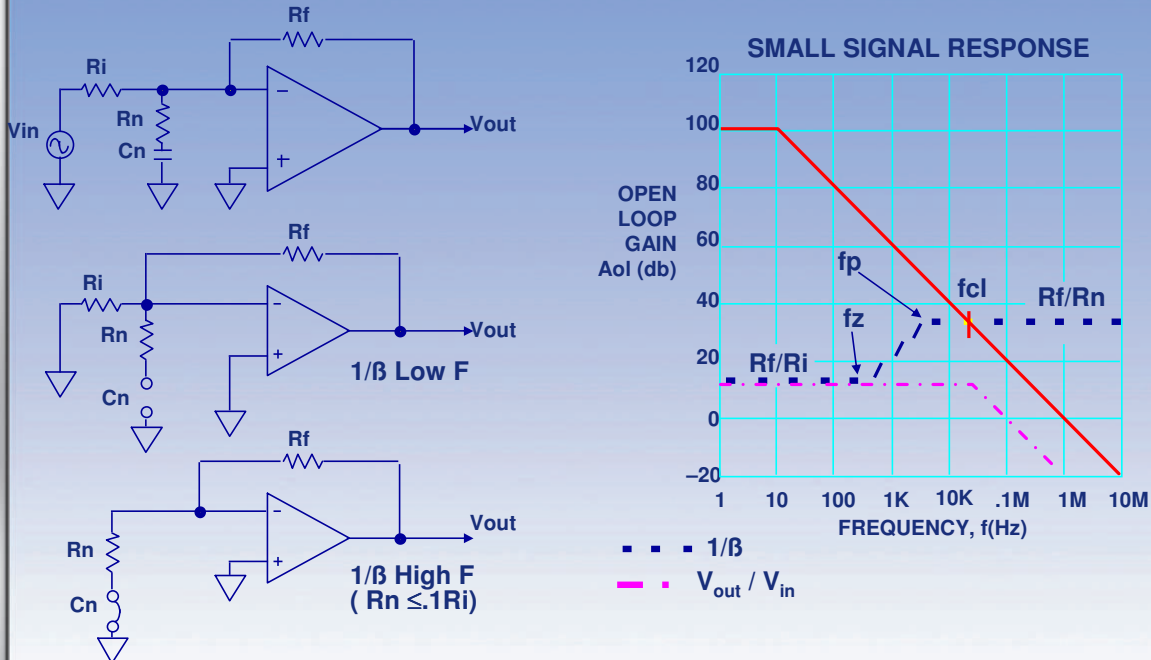 Rf
Ri
Rn
Vin
Cn
−
+
Vout
Rf
Ri
Rn
Cn
−
+
Vout
1/ß Low F
Rf
Rn
Cn
−
+
Vout
1/ß High F
( Rn ≤.1Ri)
SMALL SIGNAL RESPONSE
OPEN
LOOP
GAIN
Aol (db)
120
100
80
60
40
20
0
–20
fp
fcl
Rf/Rn
fz
Rf/Ri
1 10 100 1K 10K .1M 1M 10M
FREQUENCY, f(Hz)
1/ß
Vout / Vin